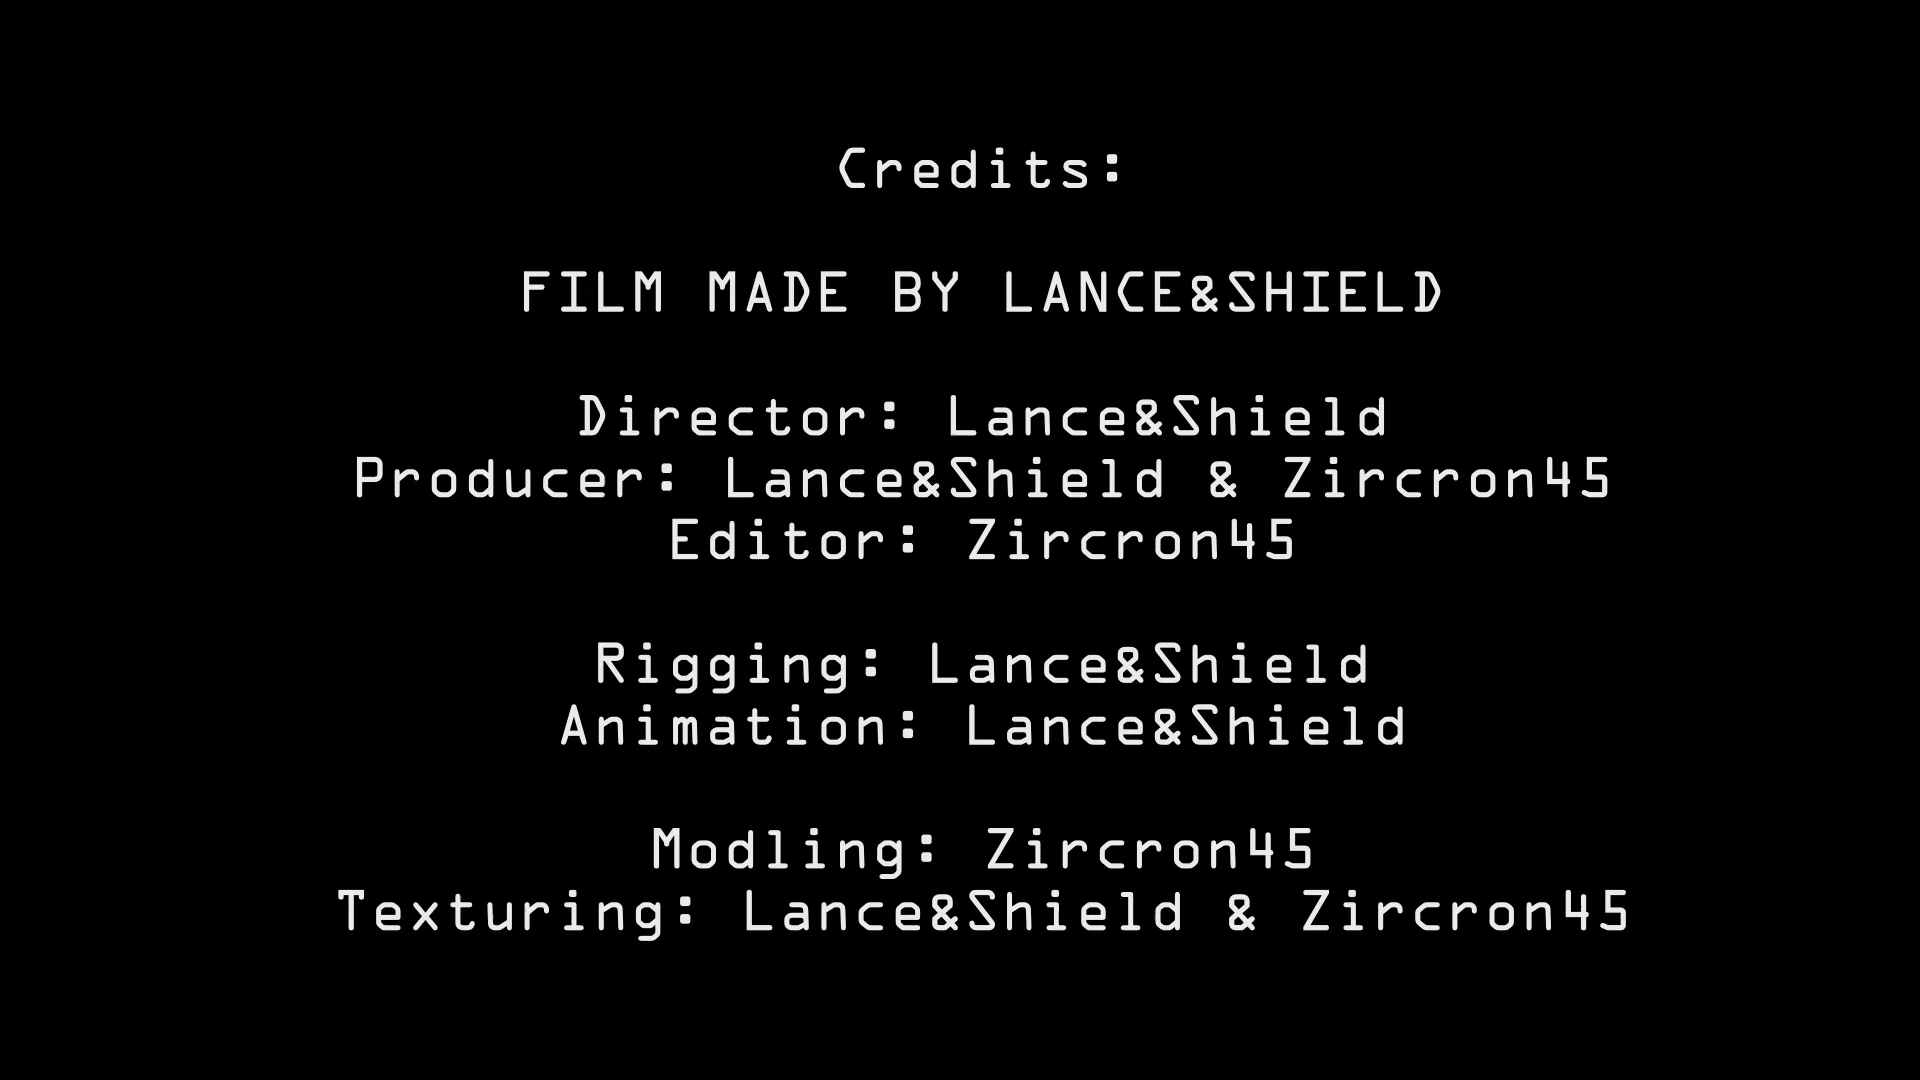 Credits:
FILM MADE BY LANCE&SHIELD
Director: Lance&Shield
Producer: Lance&Shield & Zircron45
Editor: Zircron45
Rigging: Lance&Shield
Animation: Lance&Shield
Modling: Zircron45
Texturing: Lance&Shield & Zircron45